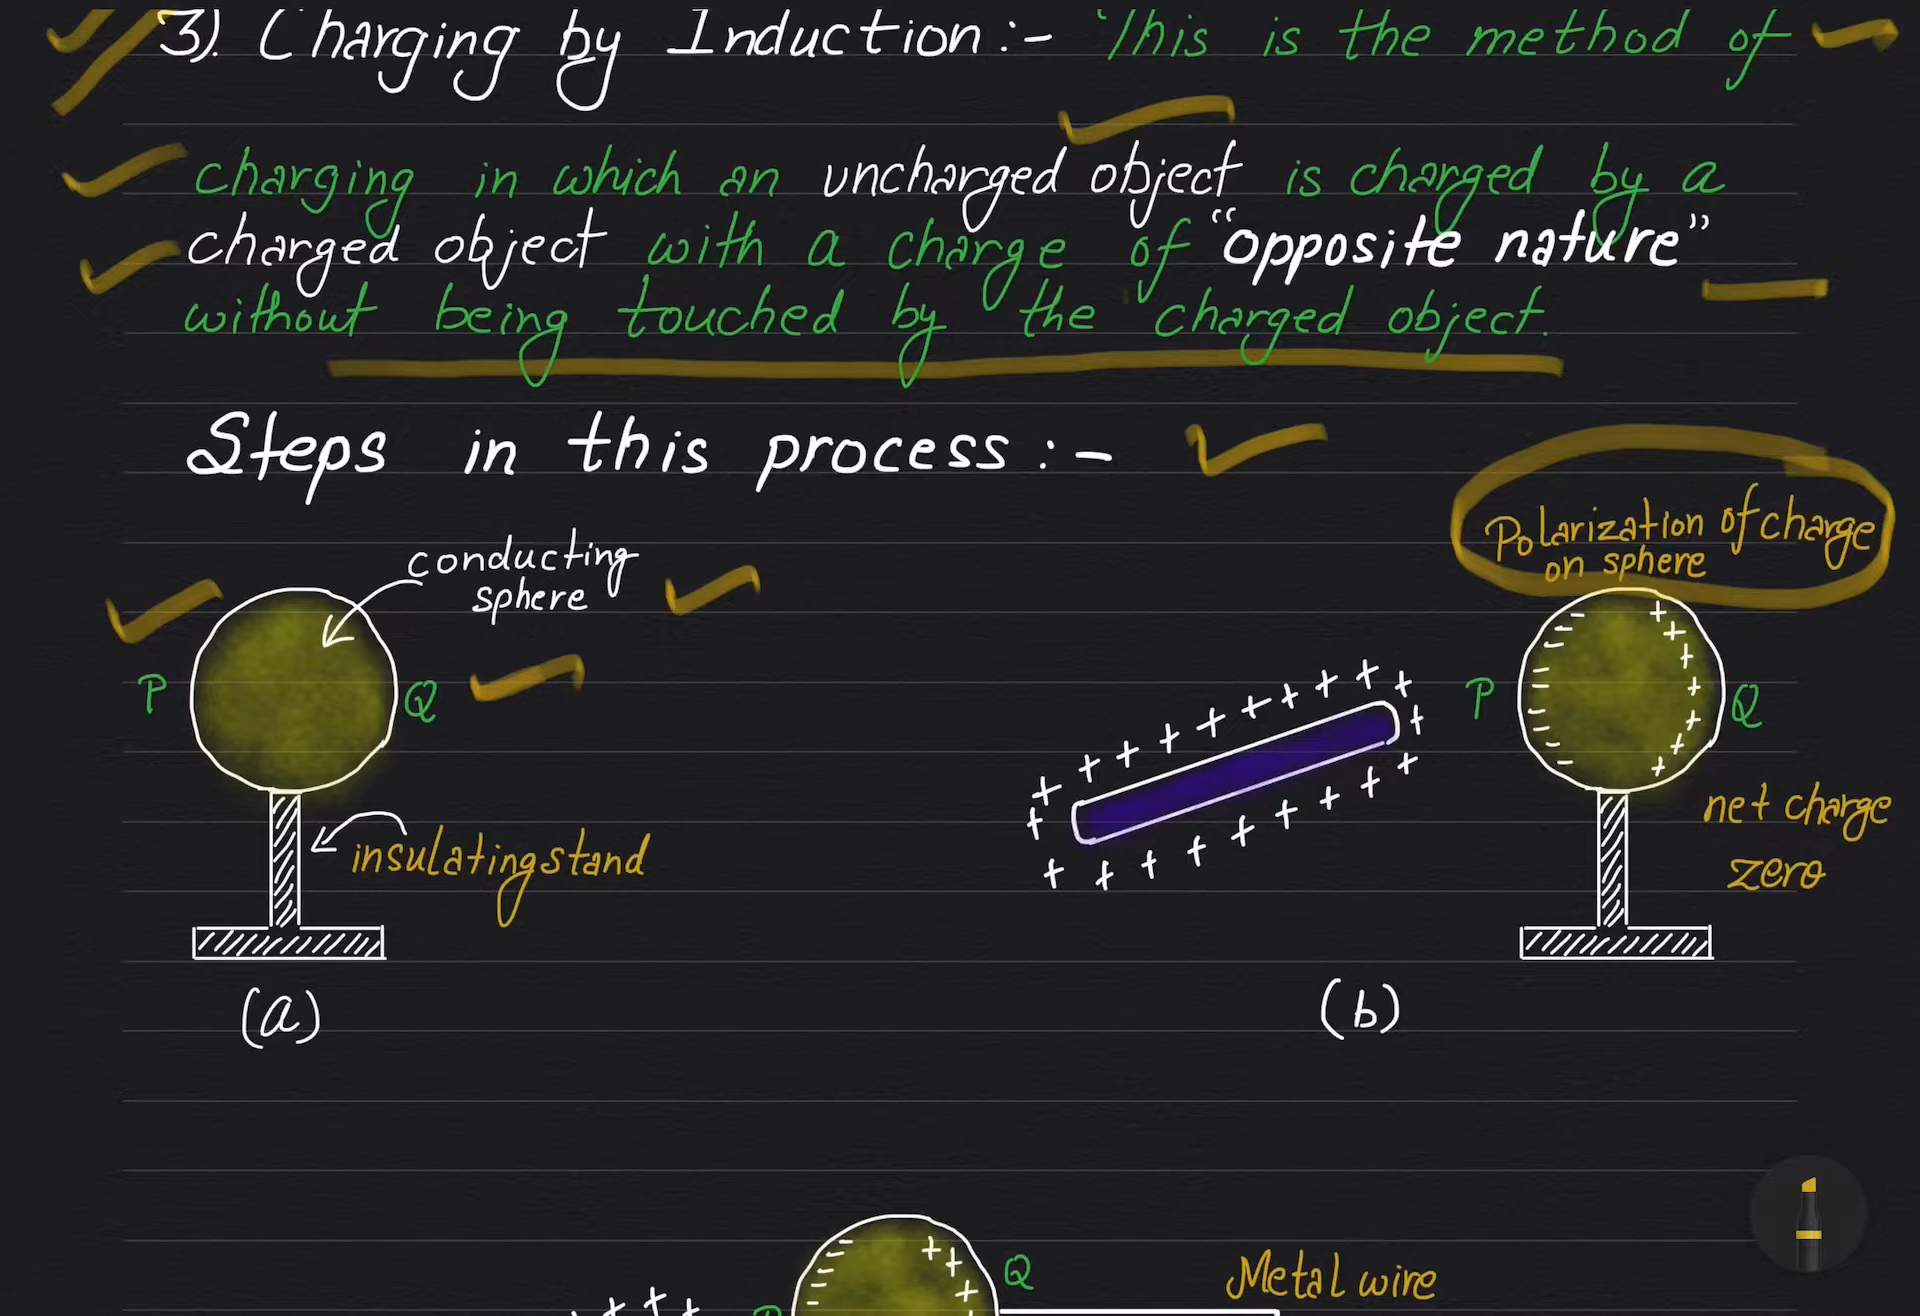 3). Charging by Induction :- This is the method of
charging in which an uncharged object is charged by a
charged object with a charge of "opposite nature"
without being touched by the charged object.
Steps in this process :-
conducting
sphere
P
Q
insulating stand
(a)
Polarization of charge
on sphere
P
Q
net charge
zero
(b)
Q
Metal wire